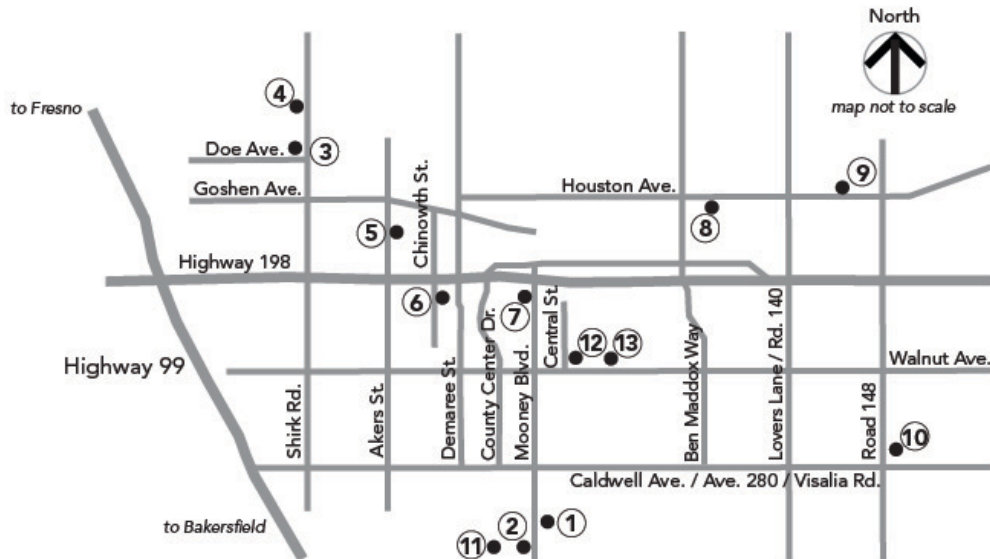 North
map not to scale
to Fresno
4
Doe Ave.
3
Goshen Ave.
Houston Ave.
9
8
5
Chinowth St.
Highway 198
6
7
Central St.
12
13
Highway 99
Walnut Ave.
Shirk Rd.
Akers St.
Demaree St.
County Center Dr.
Mooney Blvd.
Ben Maddox Way
Lovers Lane / Rd. 140
Road 148
10
Caldwell Ave. / Ave. 280 / Visalia Rd.
to Bakersfield
11
2
1